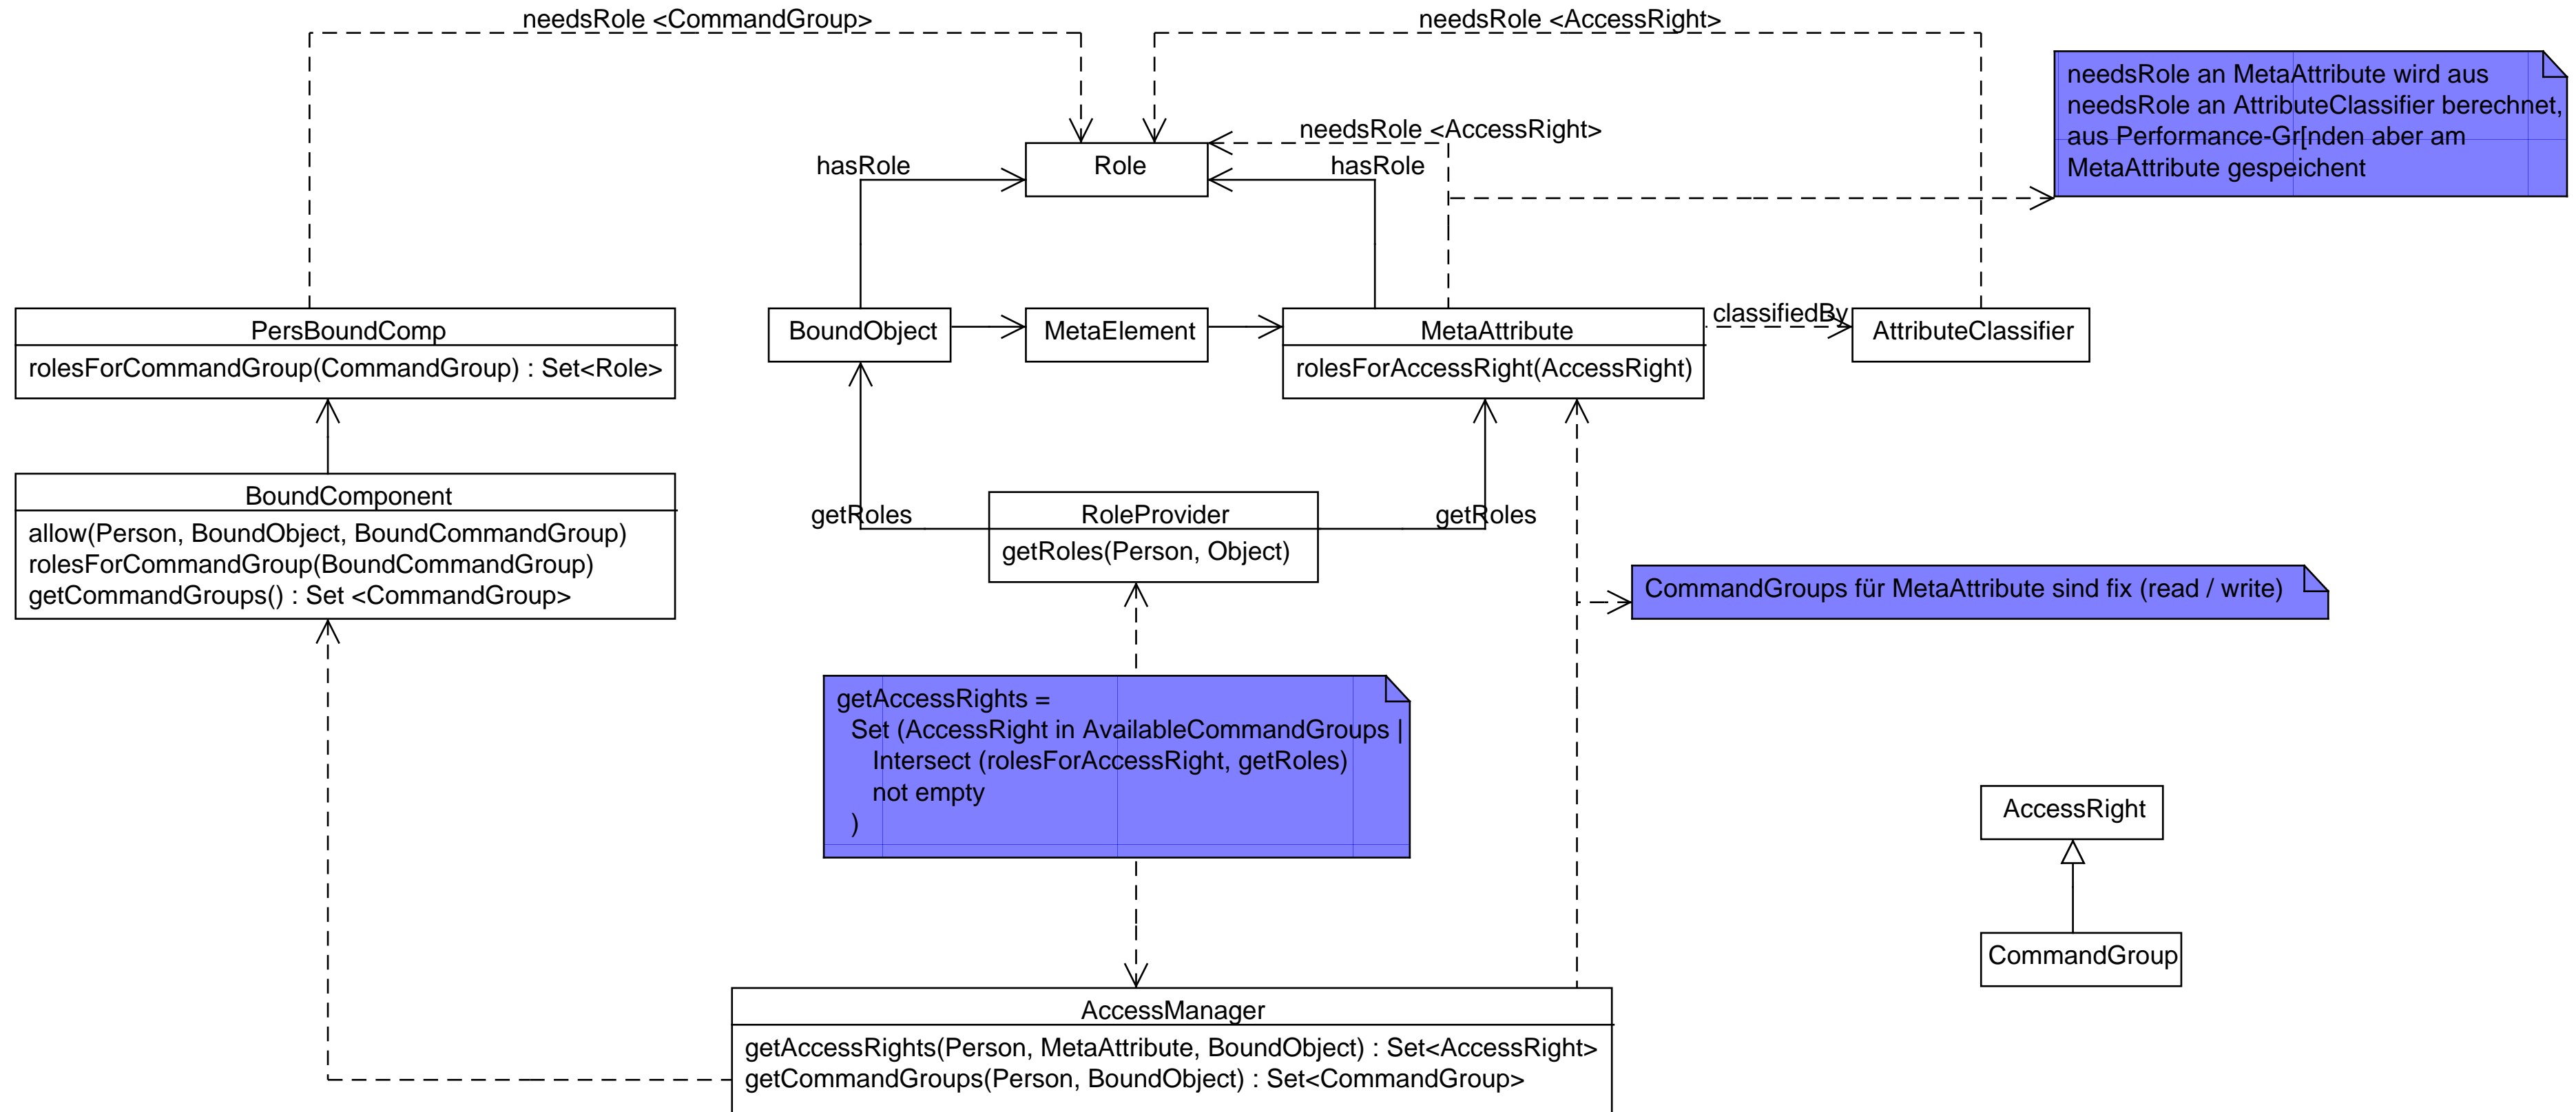 needsRole <CommandGroup>
needsRole <AccessRight>
needsRole an MetaAttribute wird aus
needsRole an AttributeClassifier berechnet,
aus Performance-Gr[nden aber am
MetaAttribute gespeichent
needsRole <AccessRight>
hasRole
Role
hasRole
PersBoundComp
rolesForCommandGroup(CommandGroup) : Set<Role>
BoundObject
MetaElement
MetaAttribute
rolesForAccessRight(AccessRight)
classifiedBy
AttributeClassifier
BoundComponent
allow(Person, BoundObject, BoundCommandGroup)
rolesForCommandGroup(BoundCommandGroup)
getCommandGroups() : Set <CommandGroup>
getRoles
RoleProvider
getRoles(Person, Object)
getRoles
CommandGroups für MetaAttribute sind fix (read / write)
getAccessRights =
Set (AccessRight in AvailableCommandGroups |
Intersect (rolesForAccessRight, getRoles)
not empty
)
AccessRight
CommandGroup
AccessManager
getAccessRights(Person, MetaAttribute, BoundObject) : Set<AccessRight>
getCommandGroups(Person, BoundObject) : Set<CommandGroup>